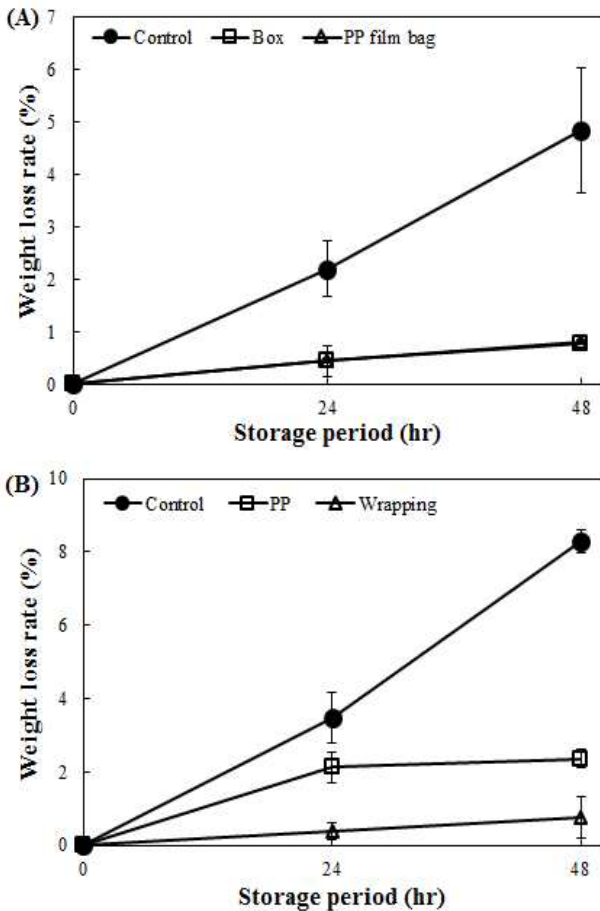 (A)
7
Control Box PP film bag
6
5
4
3
2
1
0
Weight loss rate (%)
0 24 48
Storage period (hr)
(B)
10
Control PP Wrapping
8
6
4
2
0
Weight loss rate (%)
0 24 48
Storage period (hr)